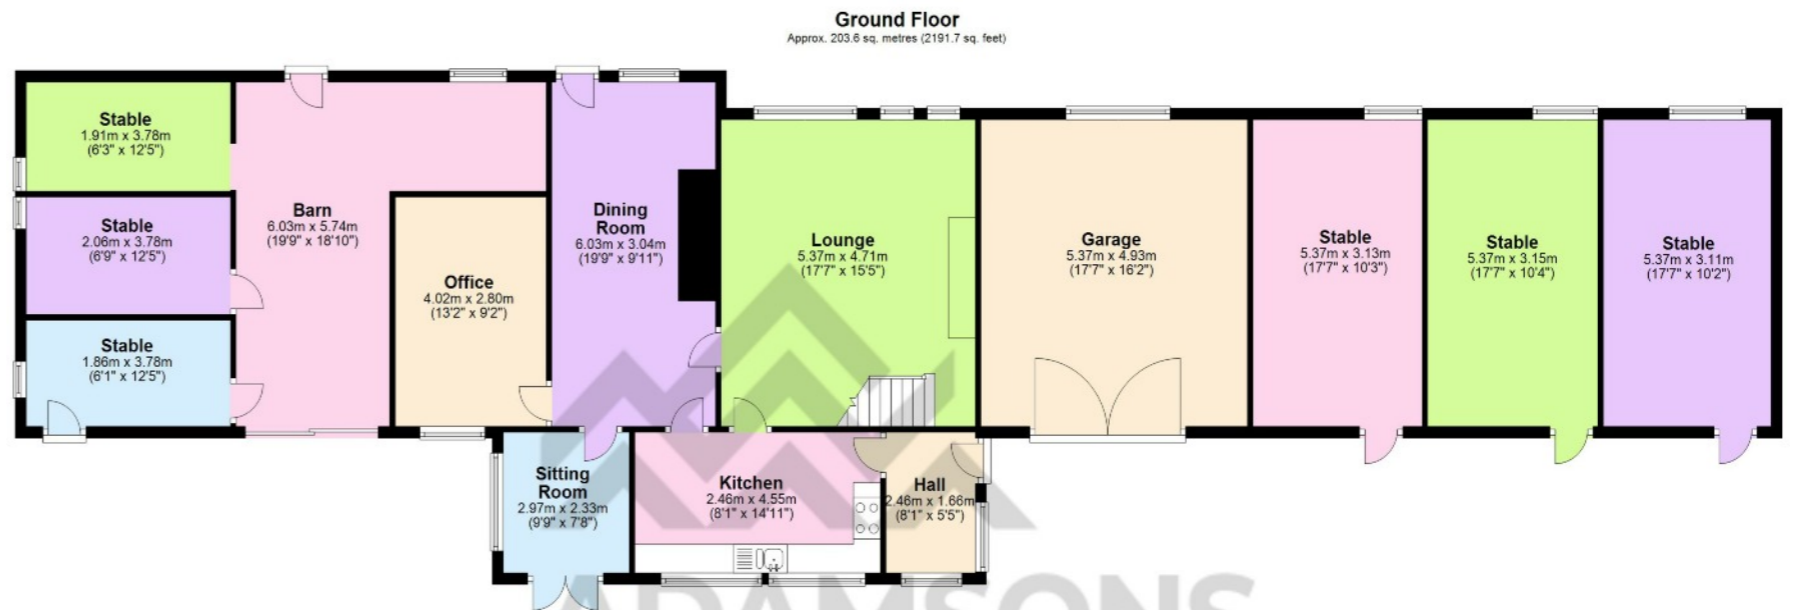 Ground Floor
Approx. 203.6 sq. metres (2191.7 sq. feet)
Stable
1.91m x 3.78m
(6'3" x 12'5")
Stable
2.06m x 3.78m
(6'9" x 12'5")
Stable
1.86m x 3.78m
(6'1" x 12'5")
Barn
6.03m x 5.74m
(19'9" x 18'10")
Office
4.02m x 2.80m
(13'2" x 9'2")
Dining
Room
6.03m x 3.04m
(19'9" x 9'11")
Lounge
5.37m x 4.71m
(17'7" x 15'5")
Garage
5.37m x 4.93m
(17'7" x 16'2")
Stable
5.37m x 3.13m
(17'7" x 10'3")
Stable
5.37m x 3.15m
(17'7" x 10'4")
Stable
5.37m x 3.11m
(17'7" x 10'2")
Sitting
Room
2.97m x 2.33m
(9'9" x 7'8")
Kitchen
2.46m x 4.55m
(8'1" x 14'11")
Hall
2.46m x 1.66m
(8'1" x 5'5")
ADAMSONS